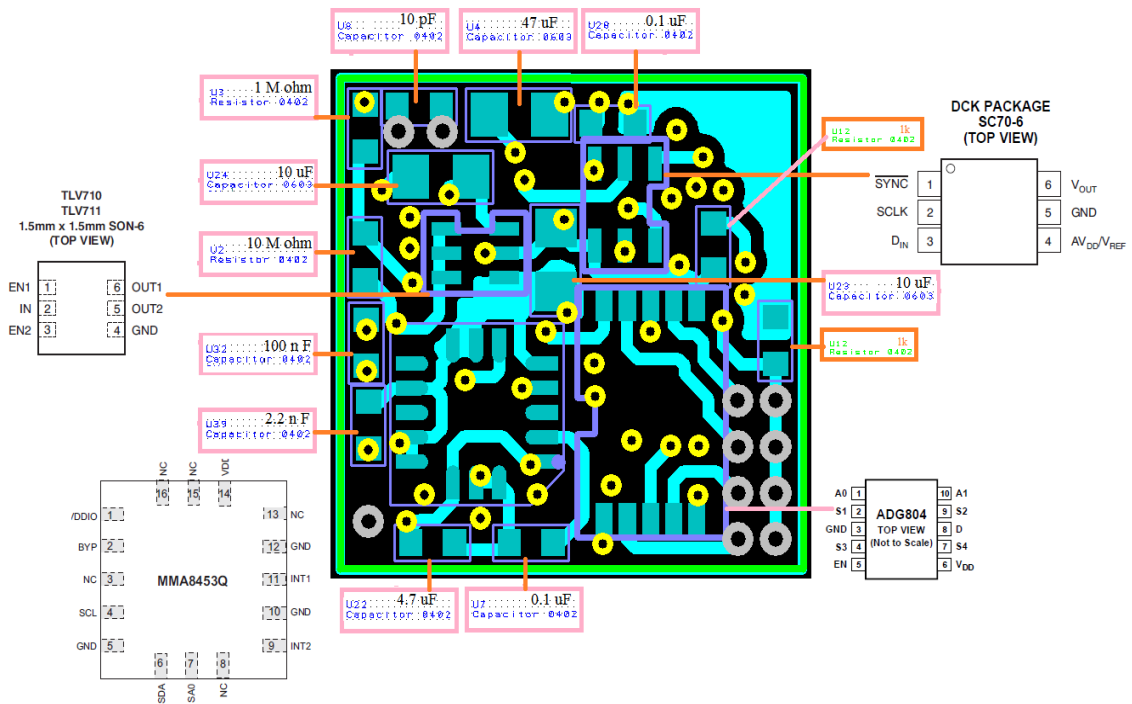 U8 10 pF
Capacitor 0402
U4 47 uF
Capacitor 0603
U28 0.1 uF
Capacitor 0402
U3 1 M ohm
Resistor 0402
U24 10 uF
Capacitor 0603
U2 10 M ohm
Resistor 0402
U32 100 n F
Capacitor 0402
U39 2.2 n F
Capacitor 0402
U22 4.7 uF
Capacitor 0402
U7 0.1 uF
Capacitor 0402
U12 1k
Resistor 0402
U23 10 uF
Capacitor 0603
U12 1k
Resistor 0402
DCK PACKAGE
SC70-6
(TOP VIEW)
SYNC 1 6 VOUT
SCLK 2 5 GND
DIN 3 4 AVDD/VREF
TLV710
TLV711
1.5mm x 1.5mm SON-6
(TOP VIEW)
EN1 1 6 OUT1
IN 2 5 OUT2
EN2 3 4 GND
NC NC VDD
16 15 14
/DDIO 1 13 NC
BYP 2 12 GND
NC 3 MMA8453Q 11 INT1
SCL 4 10 GND
GND 5 9 INT2
6 7 8
SDA SA0 NC
A0 1 10 A1
S1 2 ADG804 9 S2
GND 3 TOP VIEW 8 D
S3 4 (Not to Scale) 7 S4
EN 5 6 VDD